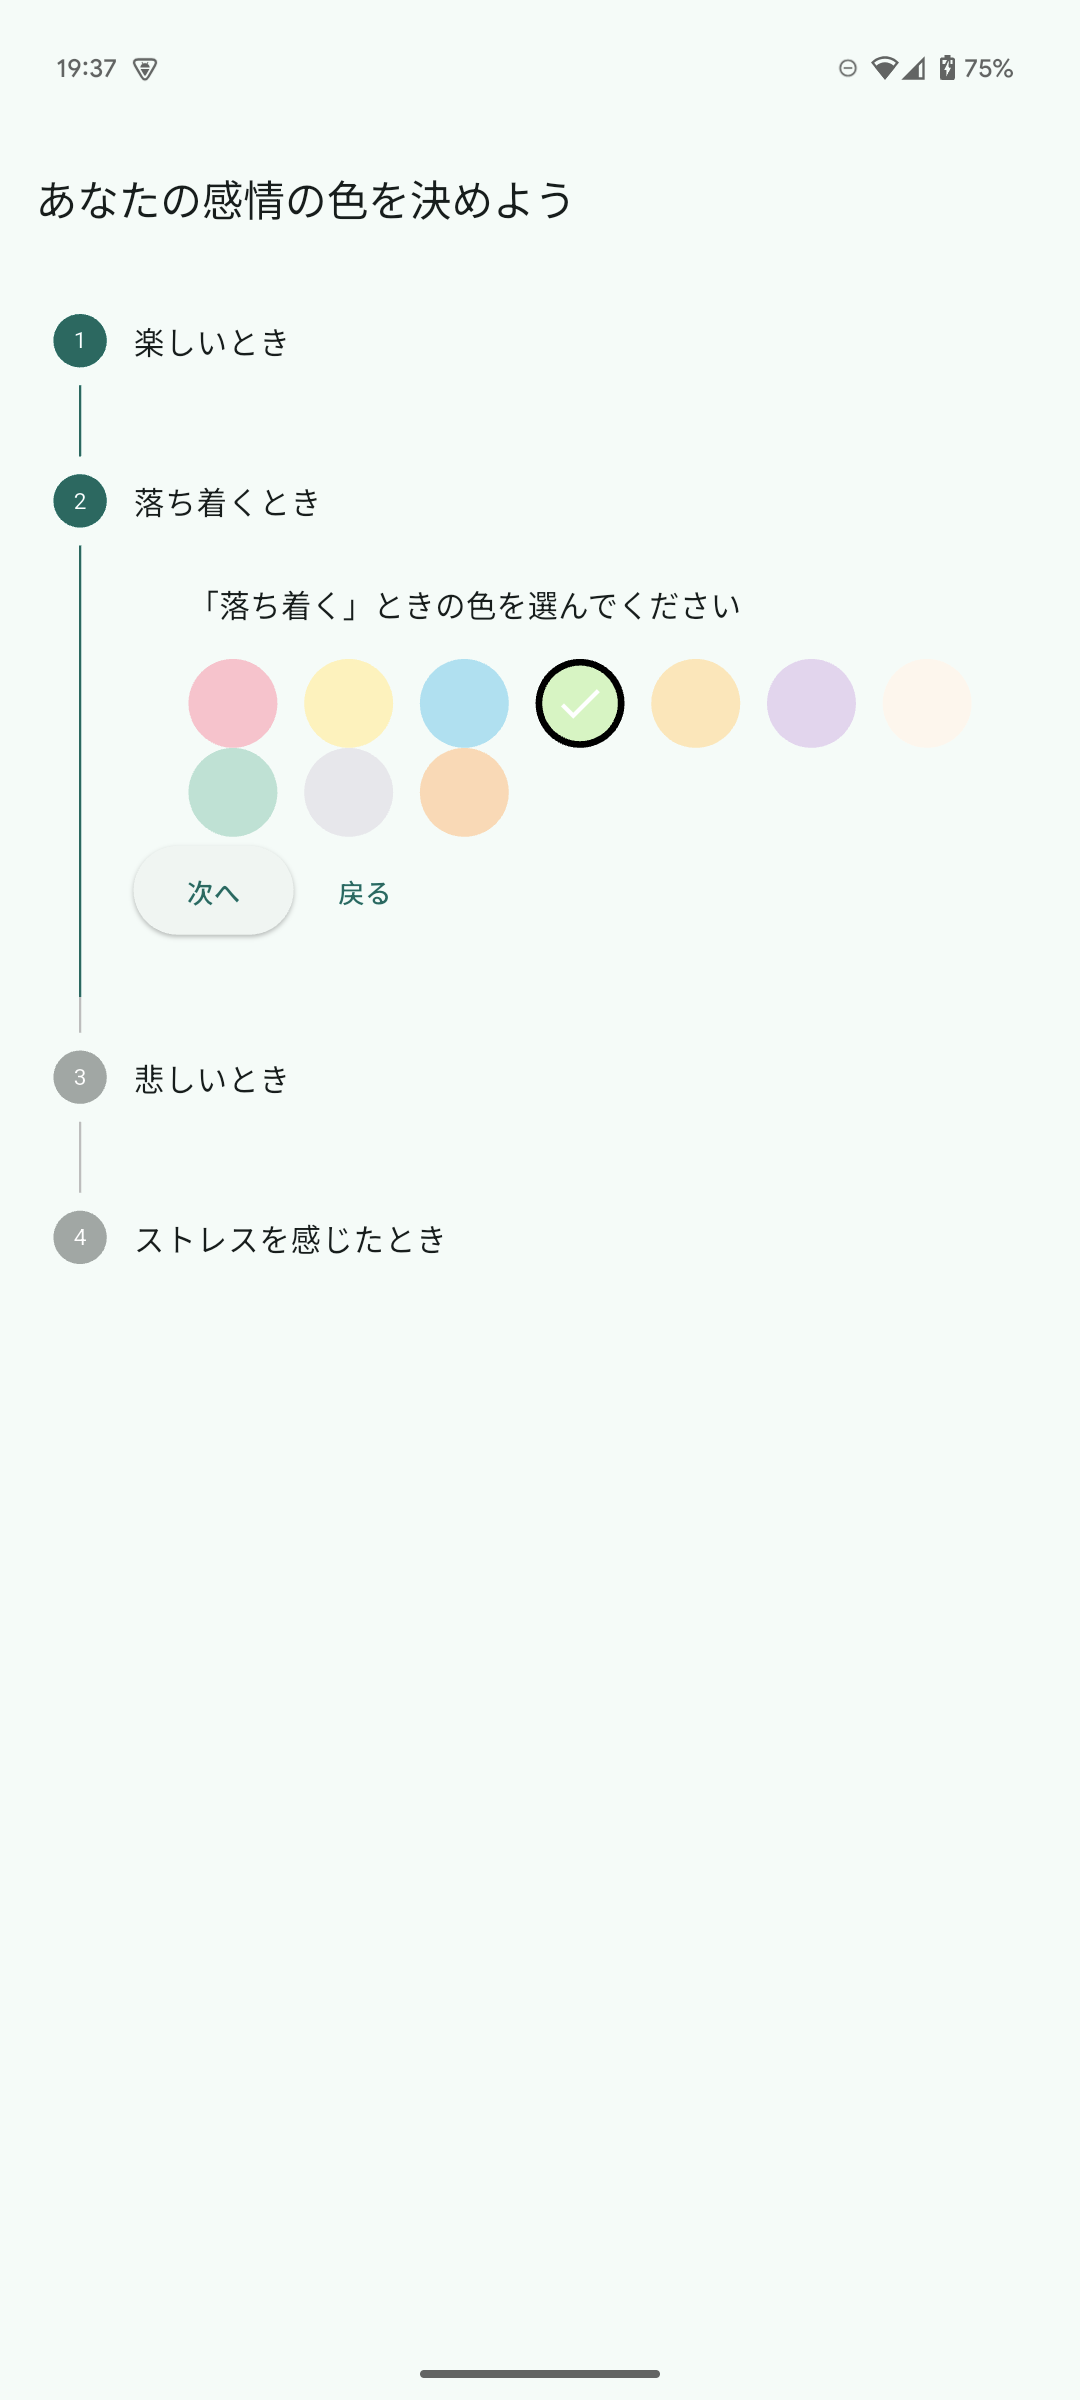 19:37
75%
あなたの感情の色を決めよう
1 楽しいとき
2 落ち着くとき
「落ち着く」ときの色を選んでください
次へ 戻る
3 悲しいとき
4 ストレスを感じたとき